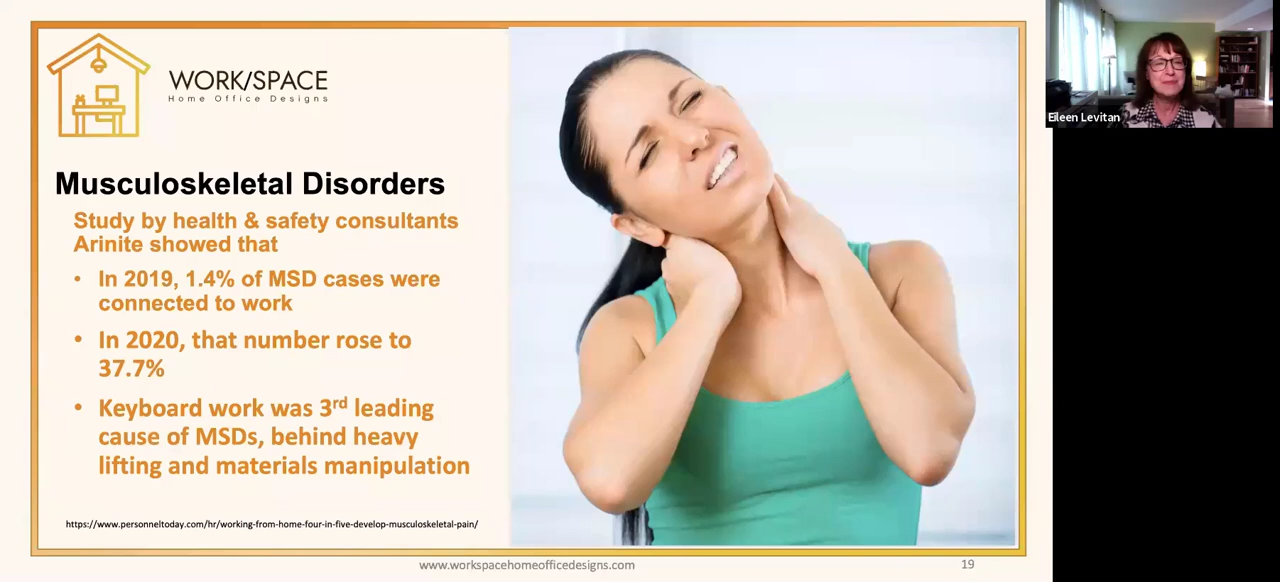 WORK/SPACE
Home Office Designs
Musculoskeletal Disorders
Study by health & safety consultants
Arinite showed that
• In 2019, 1.4% of MSD cases were
connected to work
• In 2020, that number rose to
37.7%
• Keyboard work was 3rd leading
cause of MSDs, behind heavy
lifting and materials manipulation
https://www.personneltoday.com/hr/working-from-home-four-in-five-develop-musculoskeletal-pain/
www.workspacehomeofficedesigns.com
19
Eileen Levitan